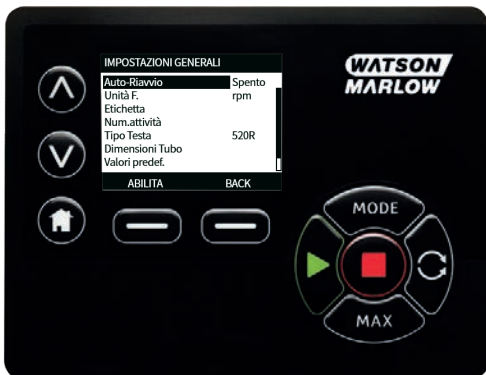 IMPOSTAZIONI GENERALI
Auto-Riavvio Spento
Unità F. rpm
Etichetta
Num.attività
Tipo Testa 520R
Dimensioni Tubo
Valori predef.
ABILITA BACK
WATSON
MARLOW
MODE
MAX